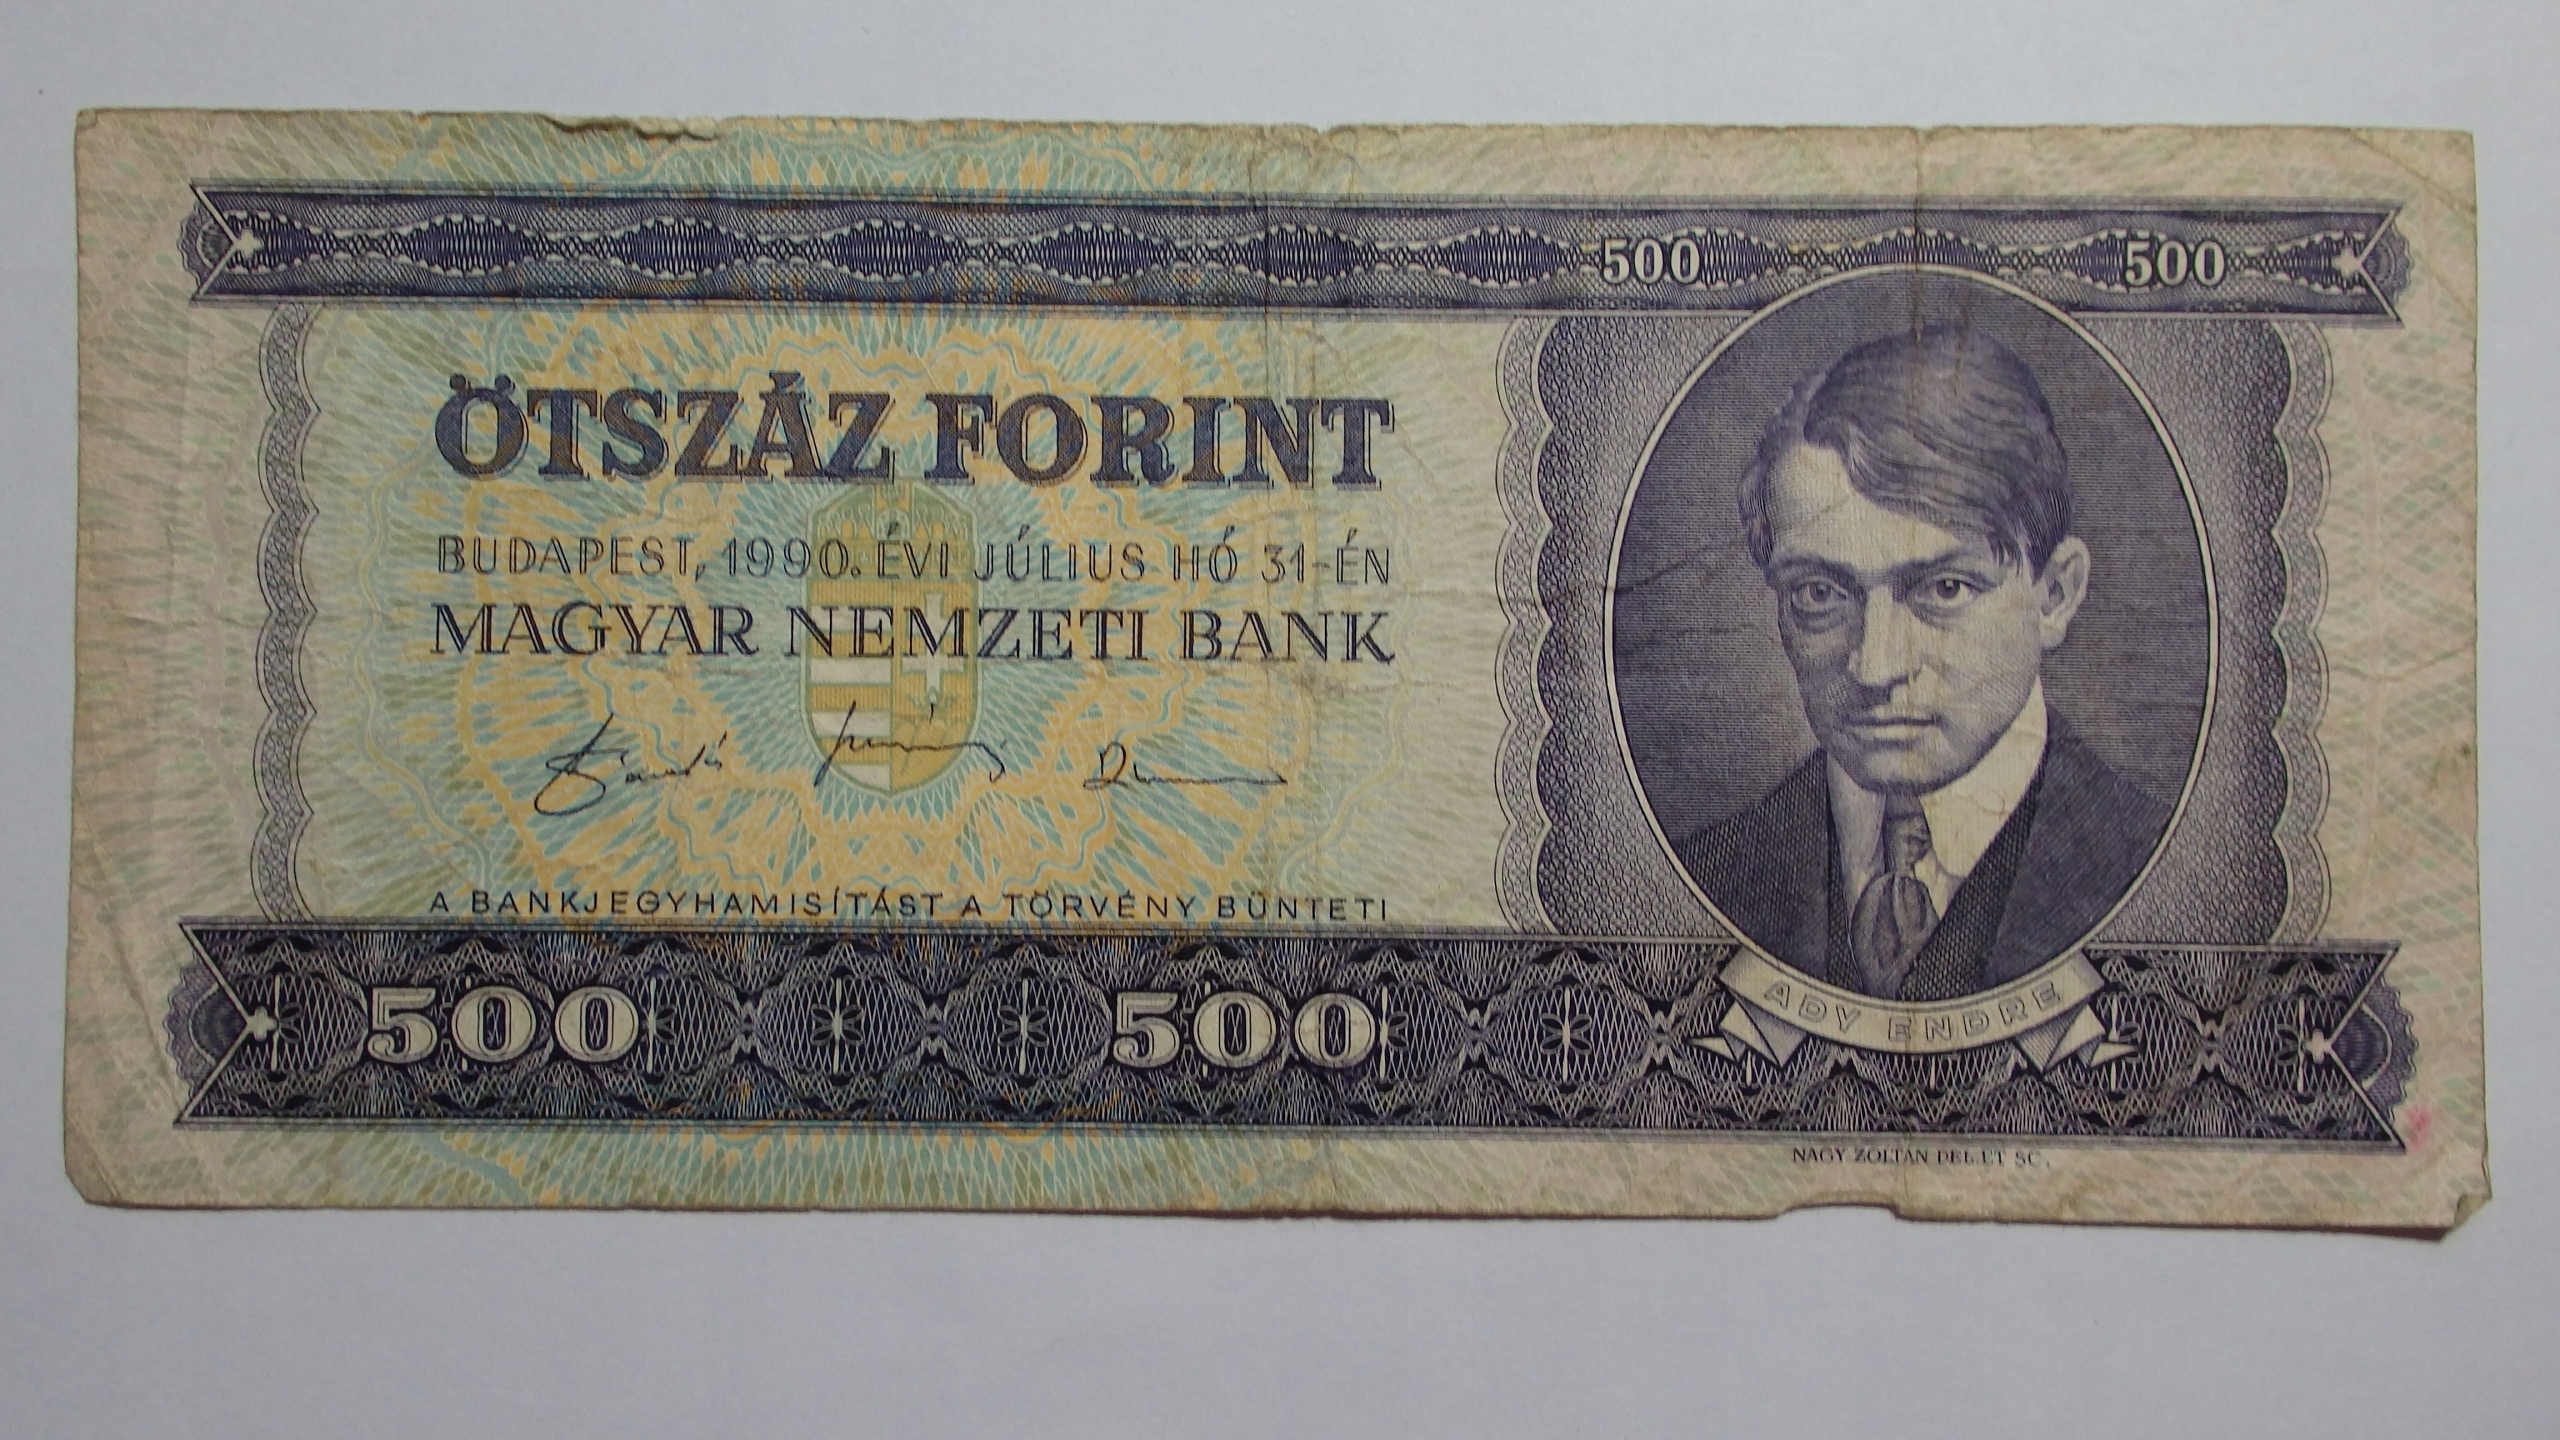 500 500
ÖTSZÁZ FORINT
BUDAPEST, 1990. ÉVI JÚLIUS HÓ 31-ÉN
MAGYAR NEMZETI BANK
A BANKJEGYHAMISÍTÁST A TÖRVÉNY BÜNTETI
500 500
ADY ENDRE
NAGY ZOLTÁN DEL.ET SC.